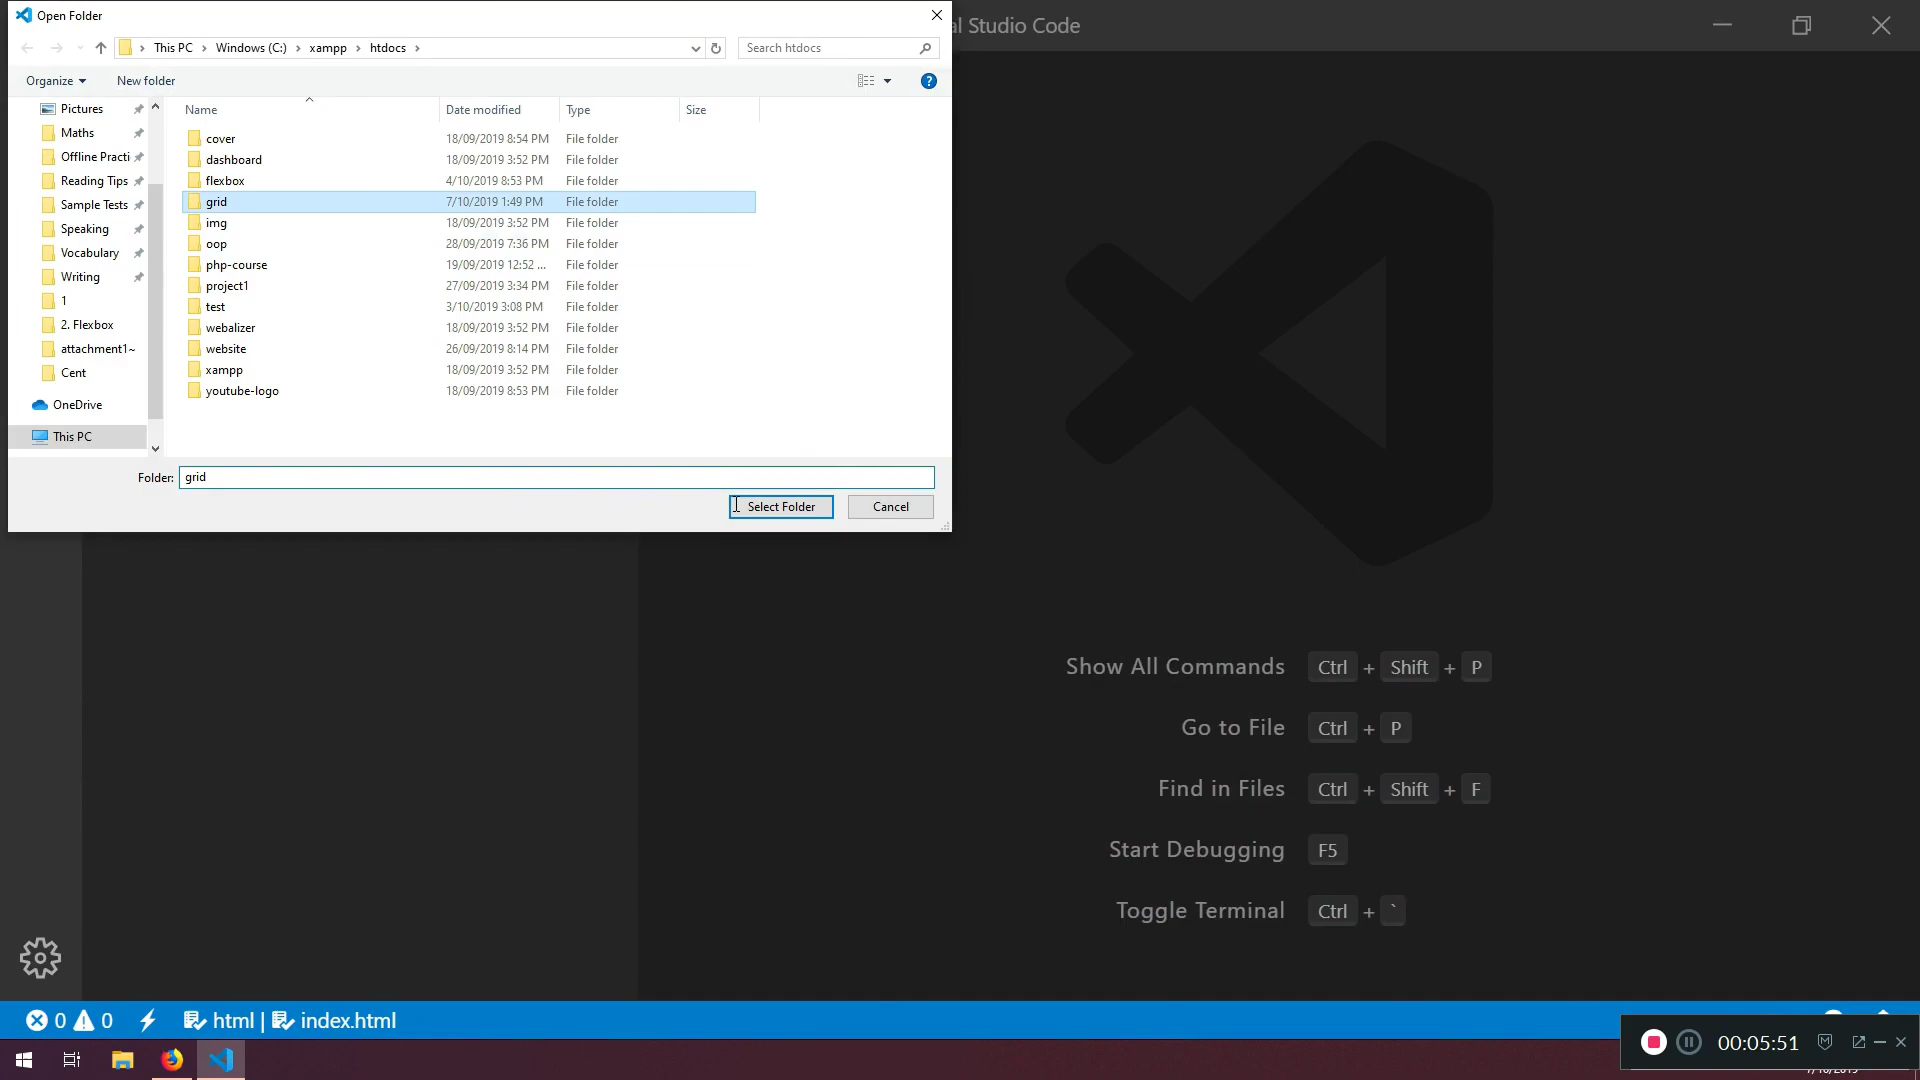 Open Folder
al Studio Code
This PC > Windows (C:) > xampp > htdocs >
Search htdocs
Organize
New folder
Name Date modified Type Size
Pictures
Maths
Offline Practi
Reading Tips
Sample Tests
Speaking
Vocabulary
Writing
1
2. Flexbox
attachment1~
Cent
OneDrive
This PC
cover 18/09/2019 8:54 PM File folder
dashboard 18/09/2019 3:52 PM File folder
flexbox 4/10/2019 8:53 PM File folder
grid 7/10/2019 1:49 PM File folder
img 18/09/2019 3:52 PM File folder
oop 28/09/2019 7:36 PM File folder
php-course 19/09/2019 12:52 ... File folder
project1 27/09/2019 3:34 PM File folder
test 3/10/2019 3:08 PM File folder
webalizer 18/09/2019 3:52 PM File folder
website 26/09/2019 8:14 PM File folder
xampp 18/09/2019 3:52 PM File folder
youtube-logo 18/09/2019 8:53 PM File folder
Folder: grid
Select Folder
Cancel
Show All Commands Ctrl + Shift + P
Go to File Ctrl + P
Find in Files Ctrl + Shift + F
Start Debugging F5
Toggle Terminal Ctrl + `
0 0 html | index.html
00:05:51